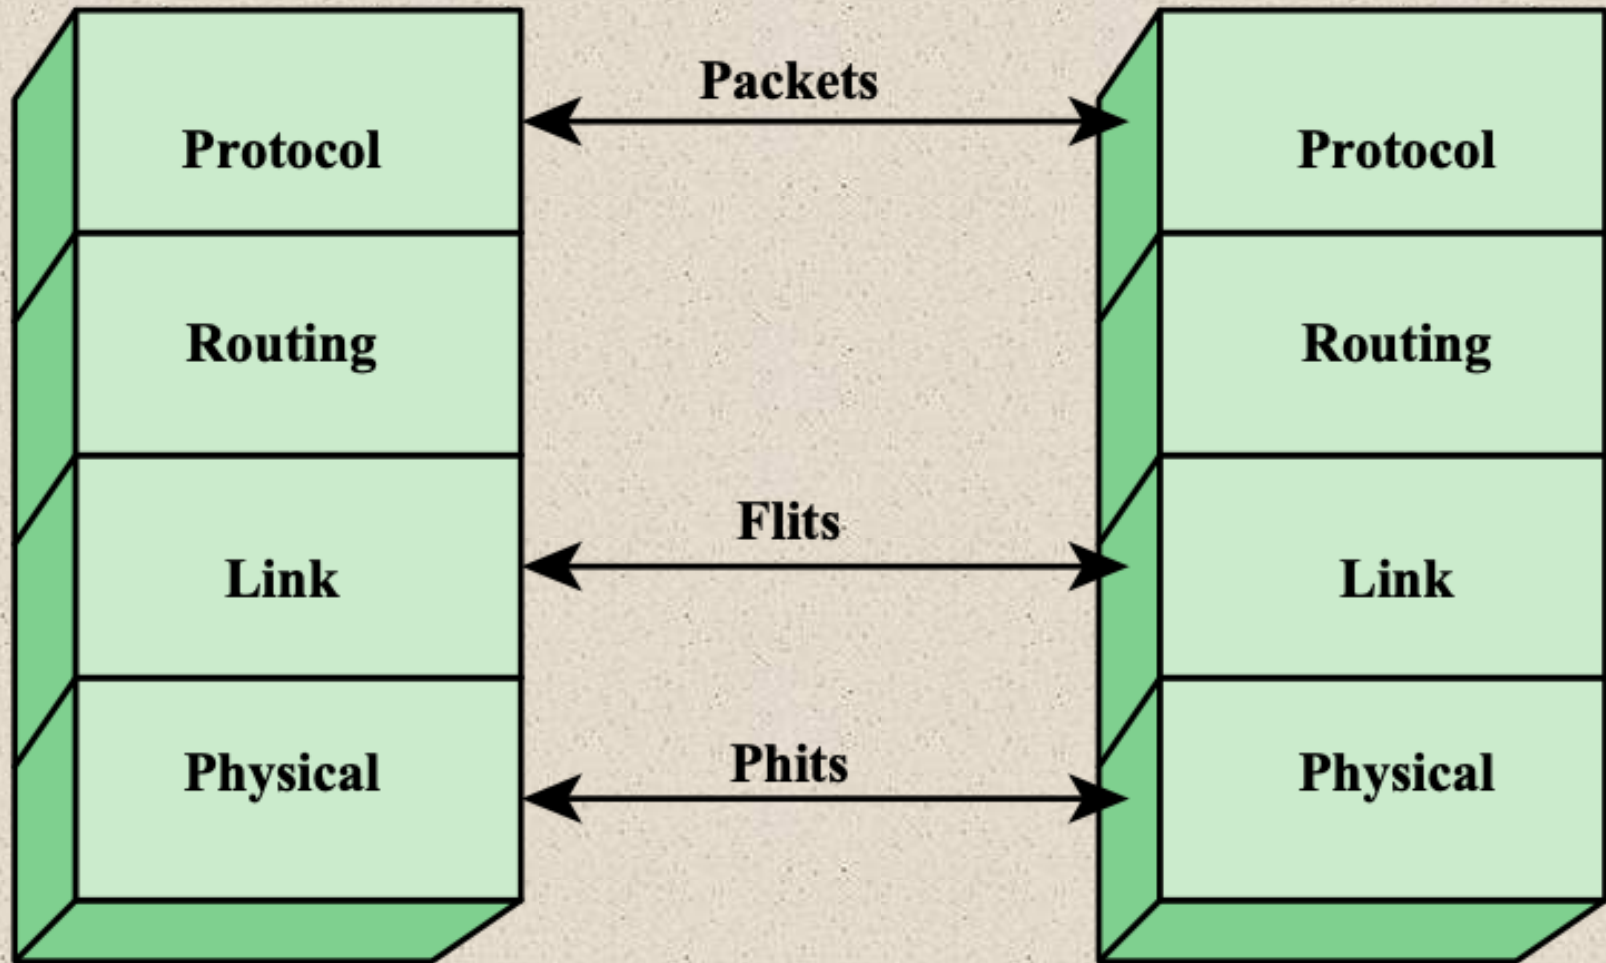 Packets
Protocol
Protocol
Routing
Routing
Flits
Link
Link
Phits
Physical
Physical